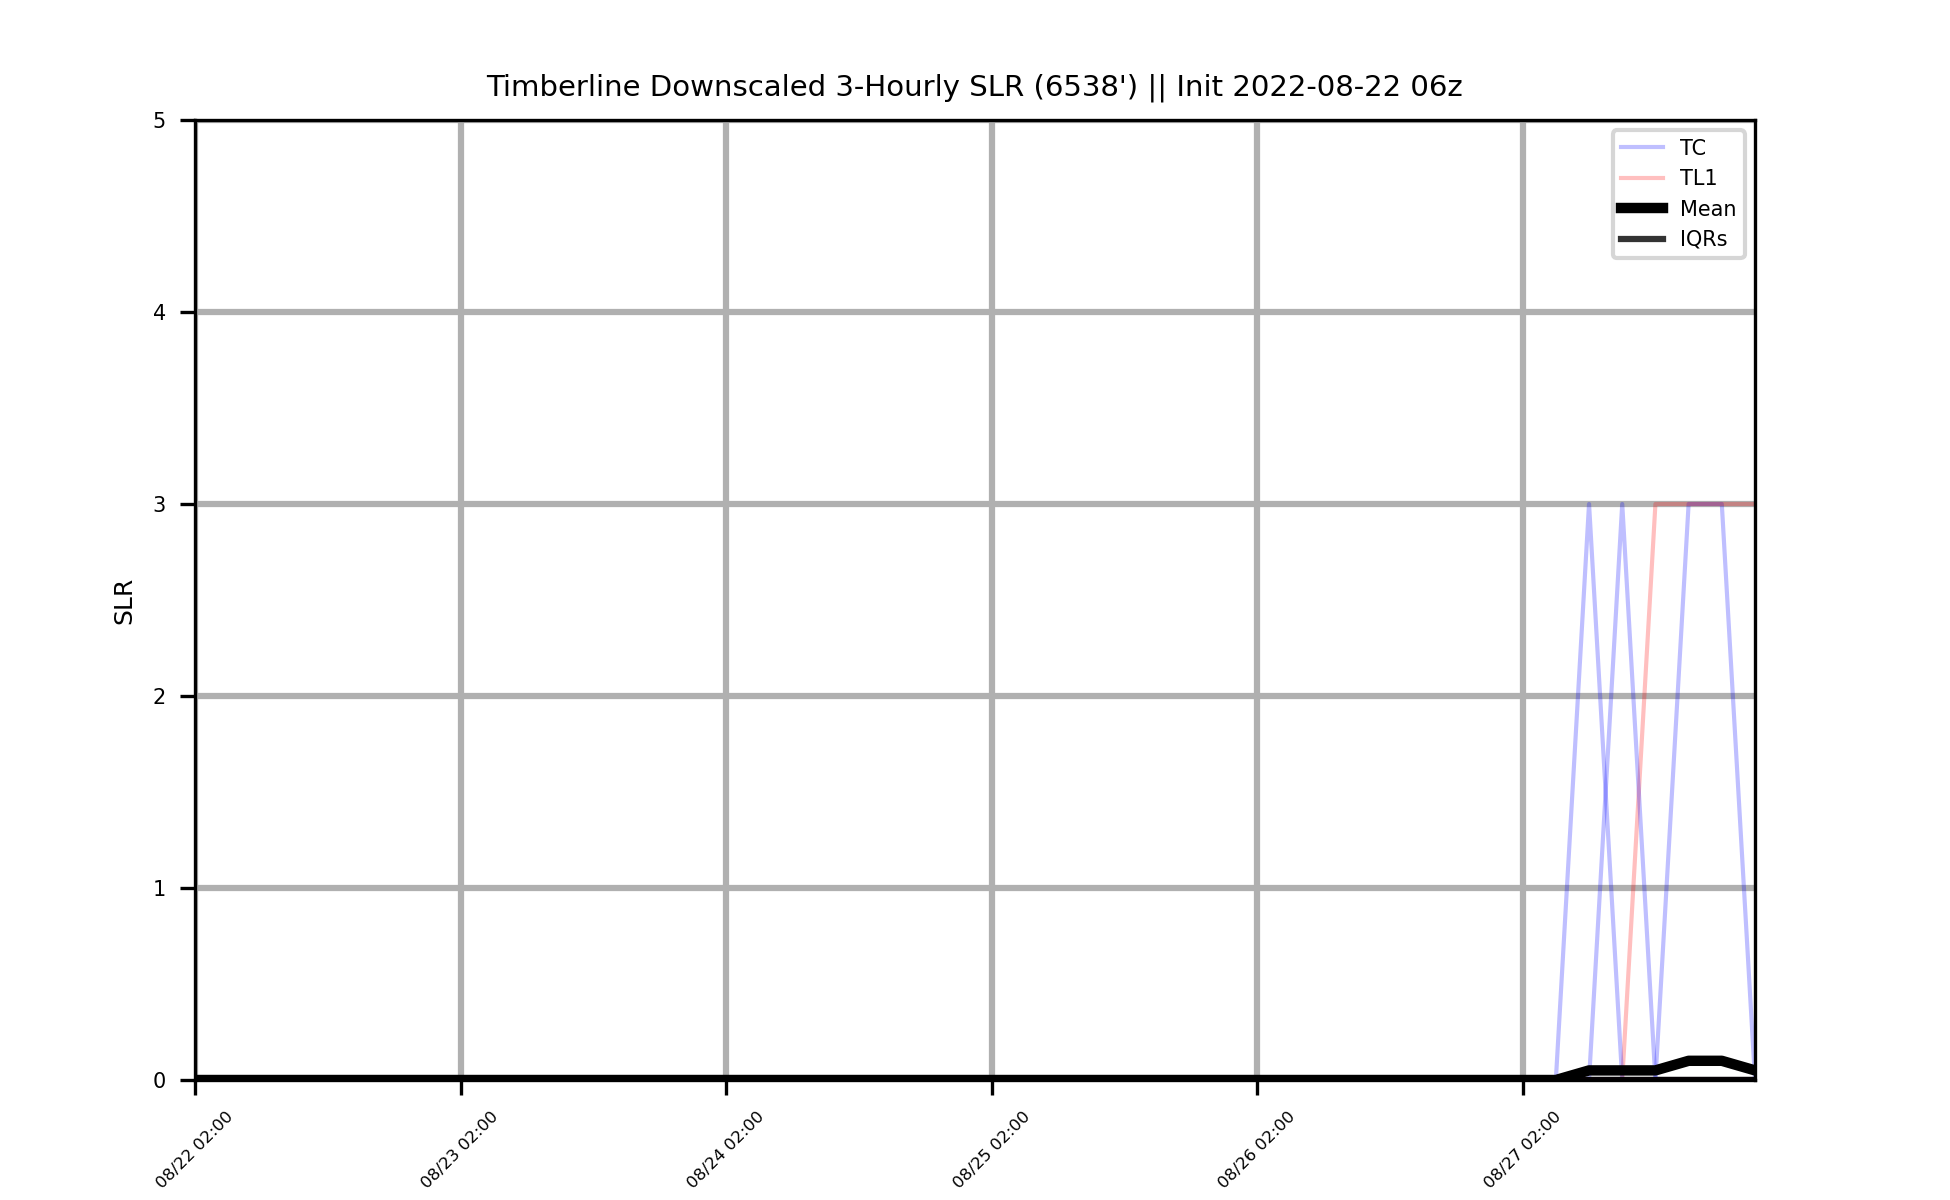 Timberline Downscaled 3-Hourly SLR (6538') || Init 2022-08-22 06z
TC
TL1
Mean
IQRs
5
4
3
2
1
0
SLR
08/22 02:00
08/23 02:00
08/24 02:00
08/25 02:00
08/26 02:00
08/27 02:00